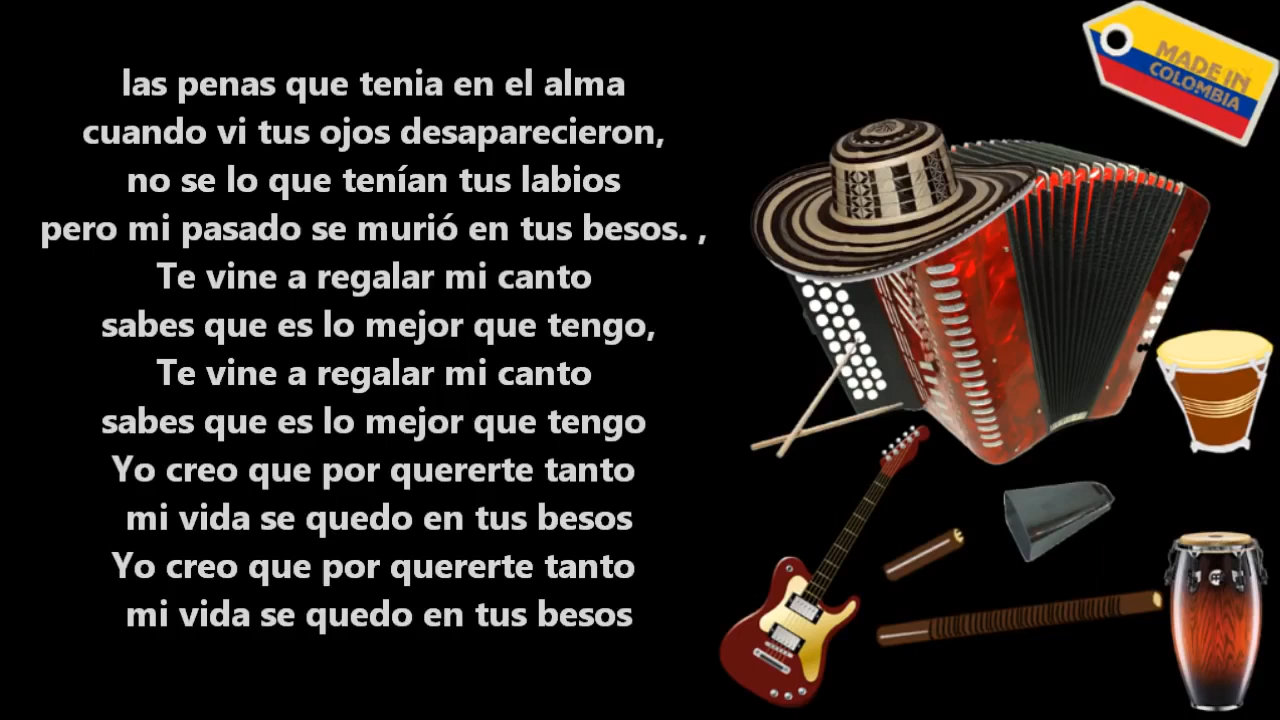 las penas que tenia en el alma
cuando vi tus ojos desaparecieron,
no se lo que tenían tus labios
pero mi pasado se murió en tus besos. ,
Te vine a regalar mi canto
sabes que es lo mejor que tengo,
Te vine a regalar mi canto
sabes que es lo mejor que tengo
Yo creo que por quererte tanto
mi vida se quedo en tus besos
Yo creo que por quererte tanto
mi vida se quedo en tus besos
MADE IN
COLOMBIA